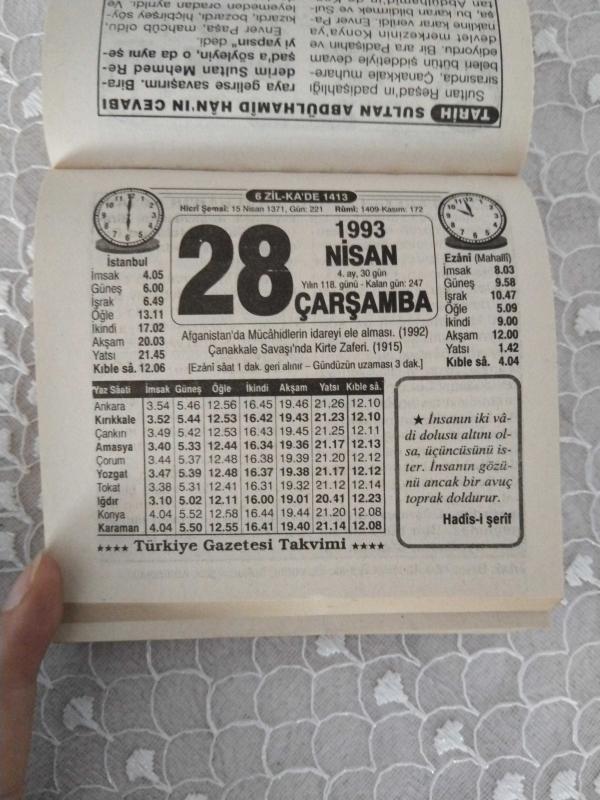 TARİH SULTAN ABDÜLHAMİD HÂN'IN CEVABI
Sultan Reşad'ın padişahlığı
sırasında, Çanakkale muhare-
beleri bütün şiddetiyle devam
ediyordu. Bir ara Padişahın ve
devlet merkezinin Konya'ya
nakline karar verildi. Enver Pa-
şa, bu kararı bildirmek ve Sul-
tan Abdülhamid'in
raya gelirse savaşırım. Bira-
derim Sultan Mehmed Re-
şad'a söyleyin, o da aynı şe-
yi yapsın" dedi.
Enver Paşa, mahcûb oldu,
kızardı, bozardı, hiçbirşey söy-
leyemeden oradan ayrıldı. Ve
6 ZİL-KA'DE 1413
Hicrî Şemsî: 15 Nisan 1371, Gün: 221 Rûmî: 1409-Kasım: 172
28
1993
NİSAN
4. ay, 30 gün
Yılın 118. günü - Kalan gün: 247
ÇARŞAMBA
İstanbul
İmsak 4.05
Güneş 6.00
İşrak 6.49
Öğle 13.11
İkindi 17.02
Akşam 20.03
Yatsı 21.45
Kıble sâ. 12.06
Ezânî (Mahallî)
İmsak 8.03
Güneş 9.58
İşrak 10.47
Öğle 5.09
İkindi 9.00
Akşam 12.00
Yatsı 1.42
Kıble sâ. 4.04
Afganistan'da Mücâhidlerin idareyi ele alması. (1992)
Çanakkale Savaşı'nda Kirte Zaferi. (1915)
[Ezânî sâat 1 dak. geri alınır – Gündüzün uzaması 3 dak.]
Yaz Sâati İmsak Güneş Öğle İkindi Akşam Yatsı Kıble sâ.
Ankara 3.54 5.46 12.56 16.45 19.46 21.26 12.10
Kırıkkale 3.52 5.44 12.53 16.42 19.43 21.23 12.10
Çankırı 3.49 5.42 12.53 16.43 19.45 21.25 12.11
Amasya 3.40 5.33 12.44 16.34 19.36 21.17 12.13
Çorum 3.44 5.37 12.48 16.38 19.39 21.20 12.12
Yozgat 3.47 5.39 12.48 16.37 19.38 21.17 12.12
Tokat 3.38 5.31 12.41 16.31 19.32 21.12 12.14
Iğdır 3.10 5.02 12.11 16.00 19.01 20.41 12.23
Konya 4.04 5.52 12.58 16.44 19.44 21.20 12.08
Karaman 4.04 5.50 12.55 16.41 19.40 21.14 12.08
★ İnsanın iki vâ-
di dolusu altını ol-
sa, üçüncüsünü is-
ter. İnsanın gözü-
nü ancak bir avuç
toprak doldurur.
Hadîs-i şerîf
★★★★ Türkiye Gazetesi Takvimi ★★★★